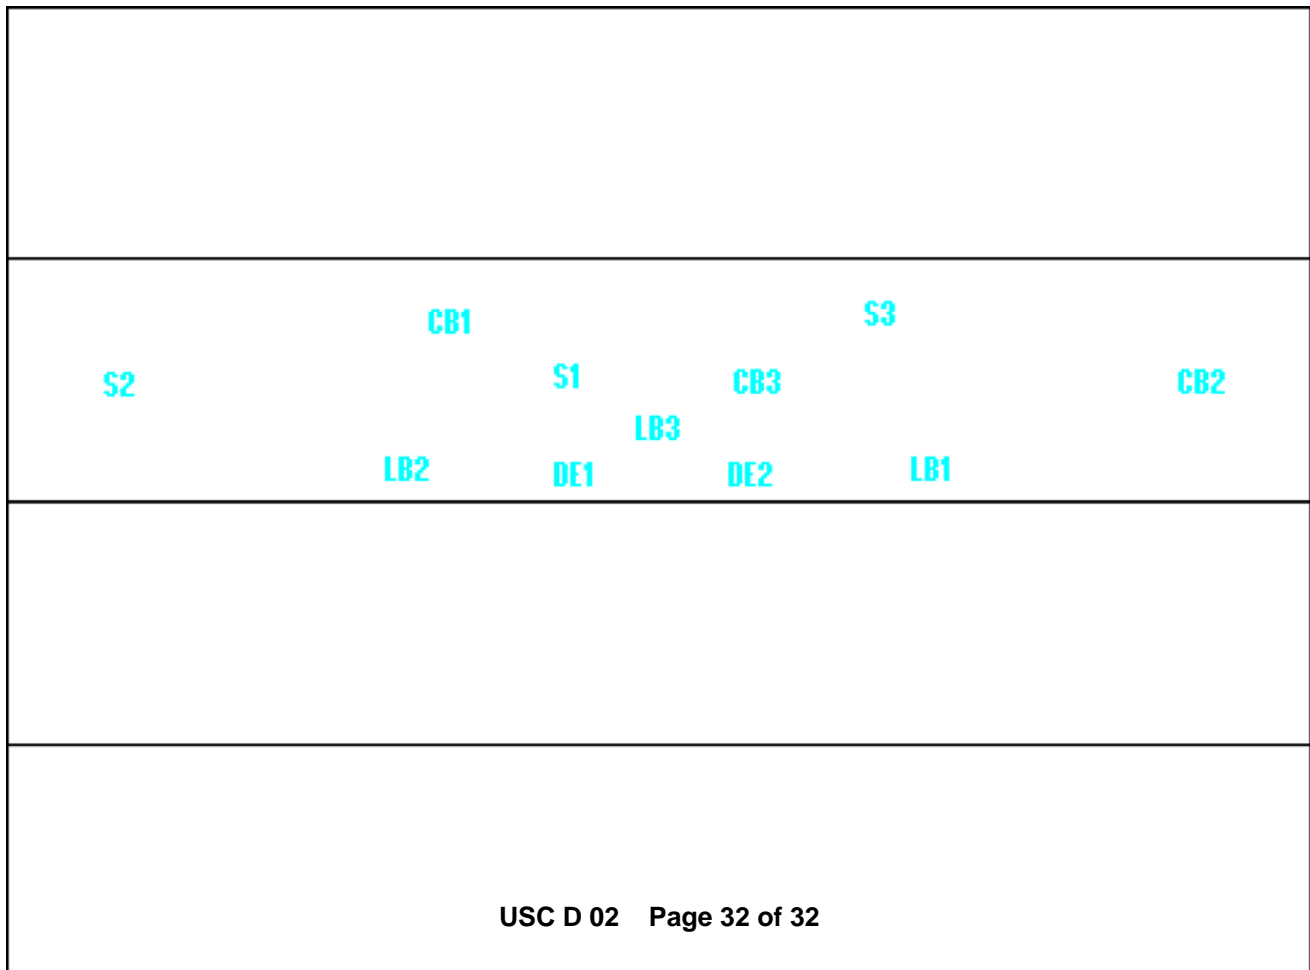 CB1 S3
S2 S1 CB3 CB2
LB3
LB2 DE1 DE2 LB1
USC D 02 Page 32 of 32